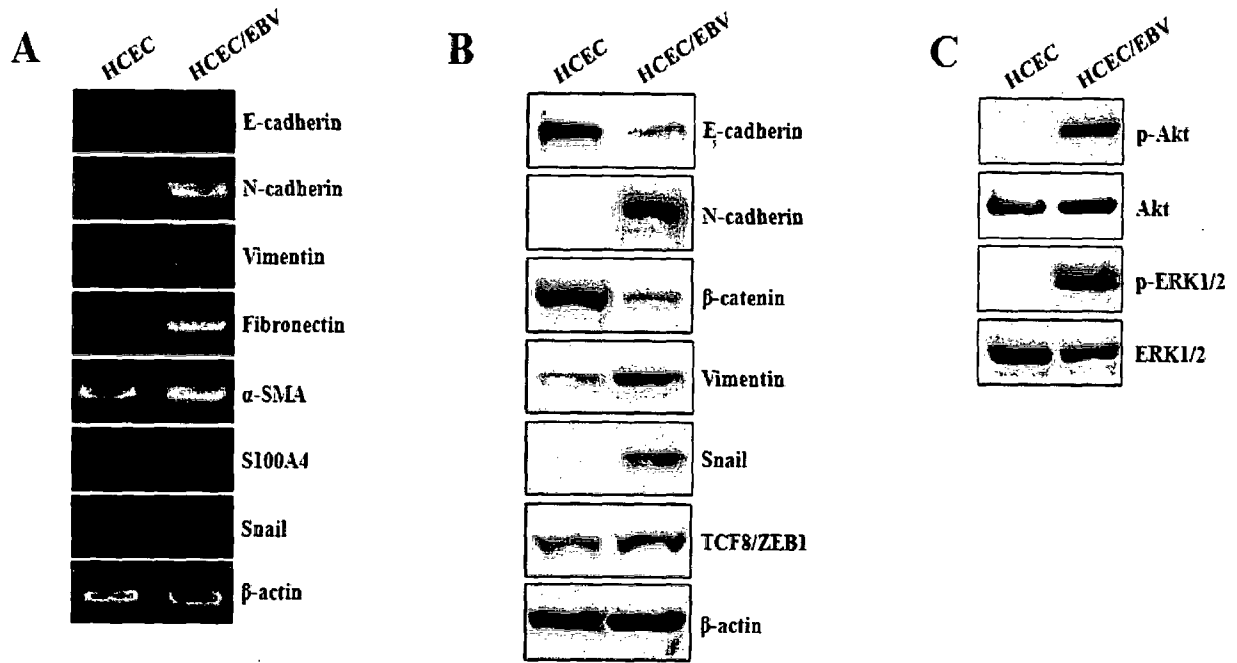 A
HCEC
HCEC/EBV
E-cadherin
N-cadherin
Vimentin
Fibronectin
α-SMA
S100A4
Snail
β-actin
B
HCEC
HCEC/EBV
E-cadherin
N-cadherin
β-catenin
Vimentin
Snail
TCF8/ZEB1
β-actin
C
HCEC
HCEC/EBV
p-Akt
Akt
p-ERK1/2
ERK1/2